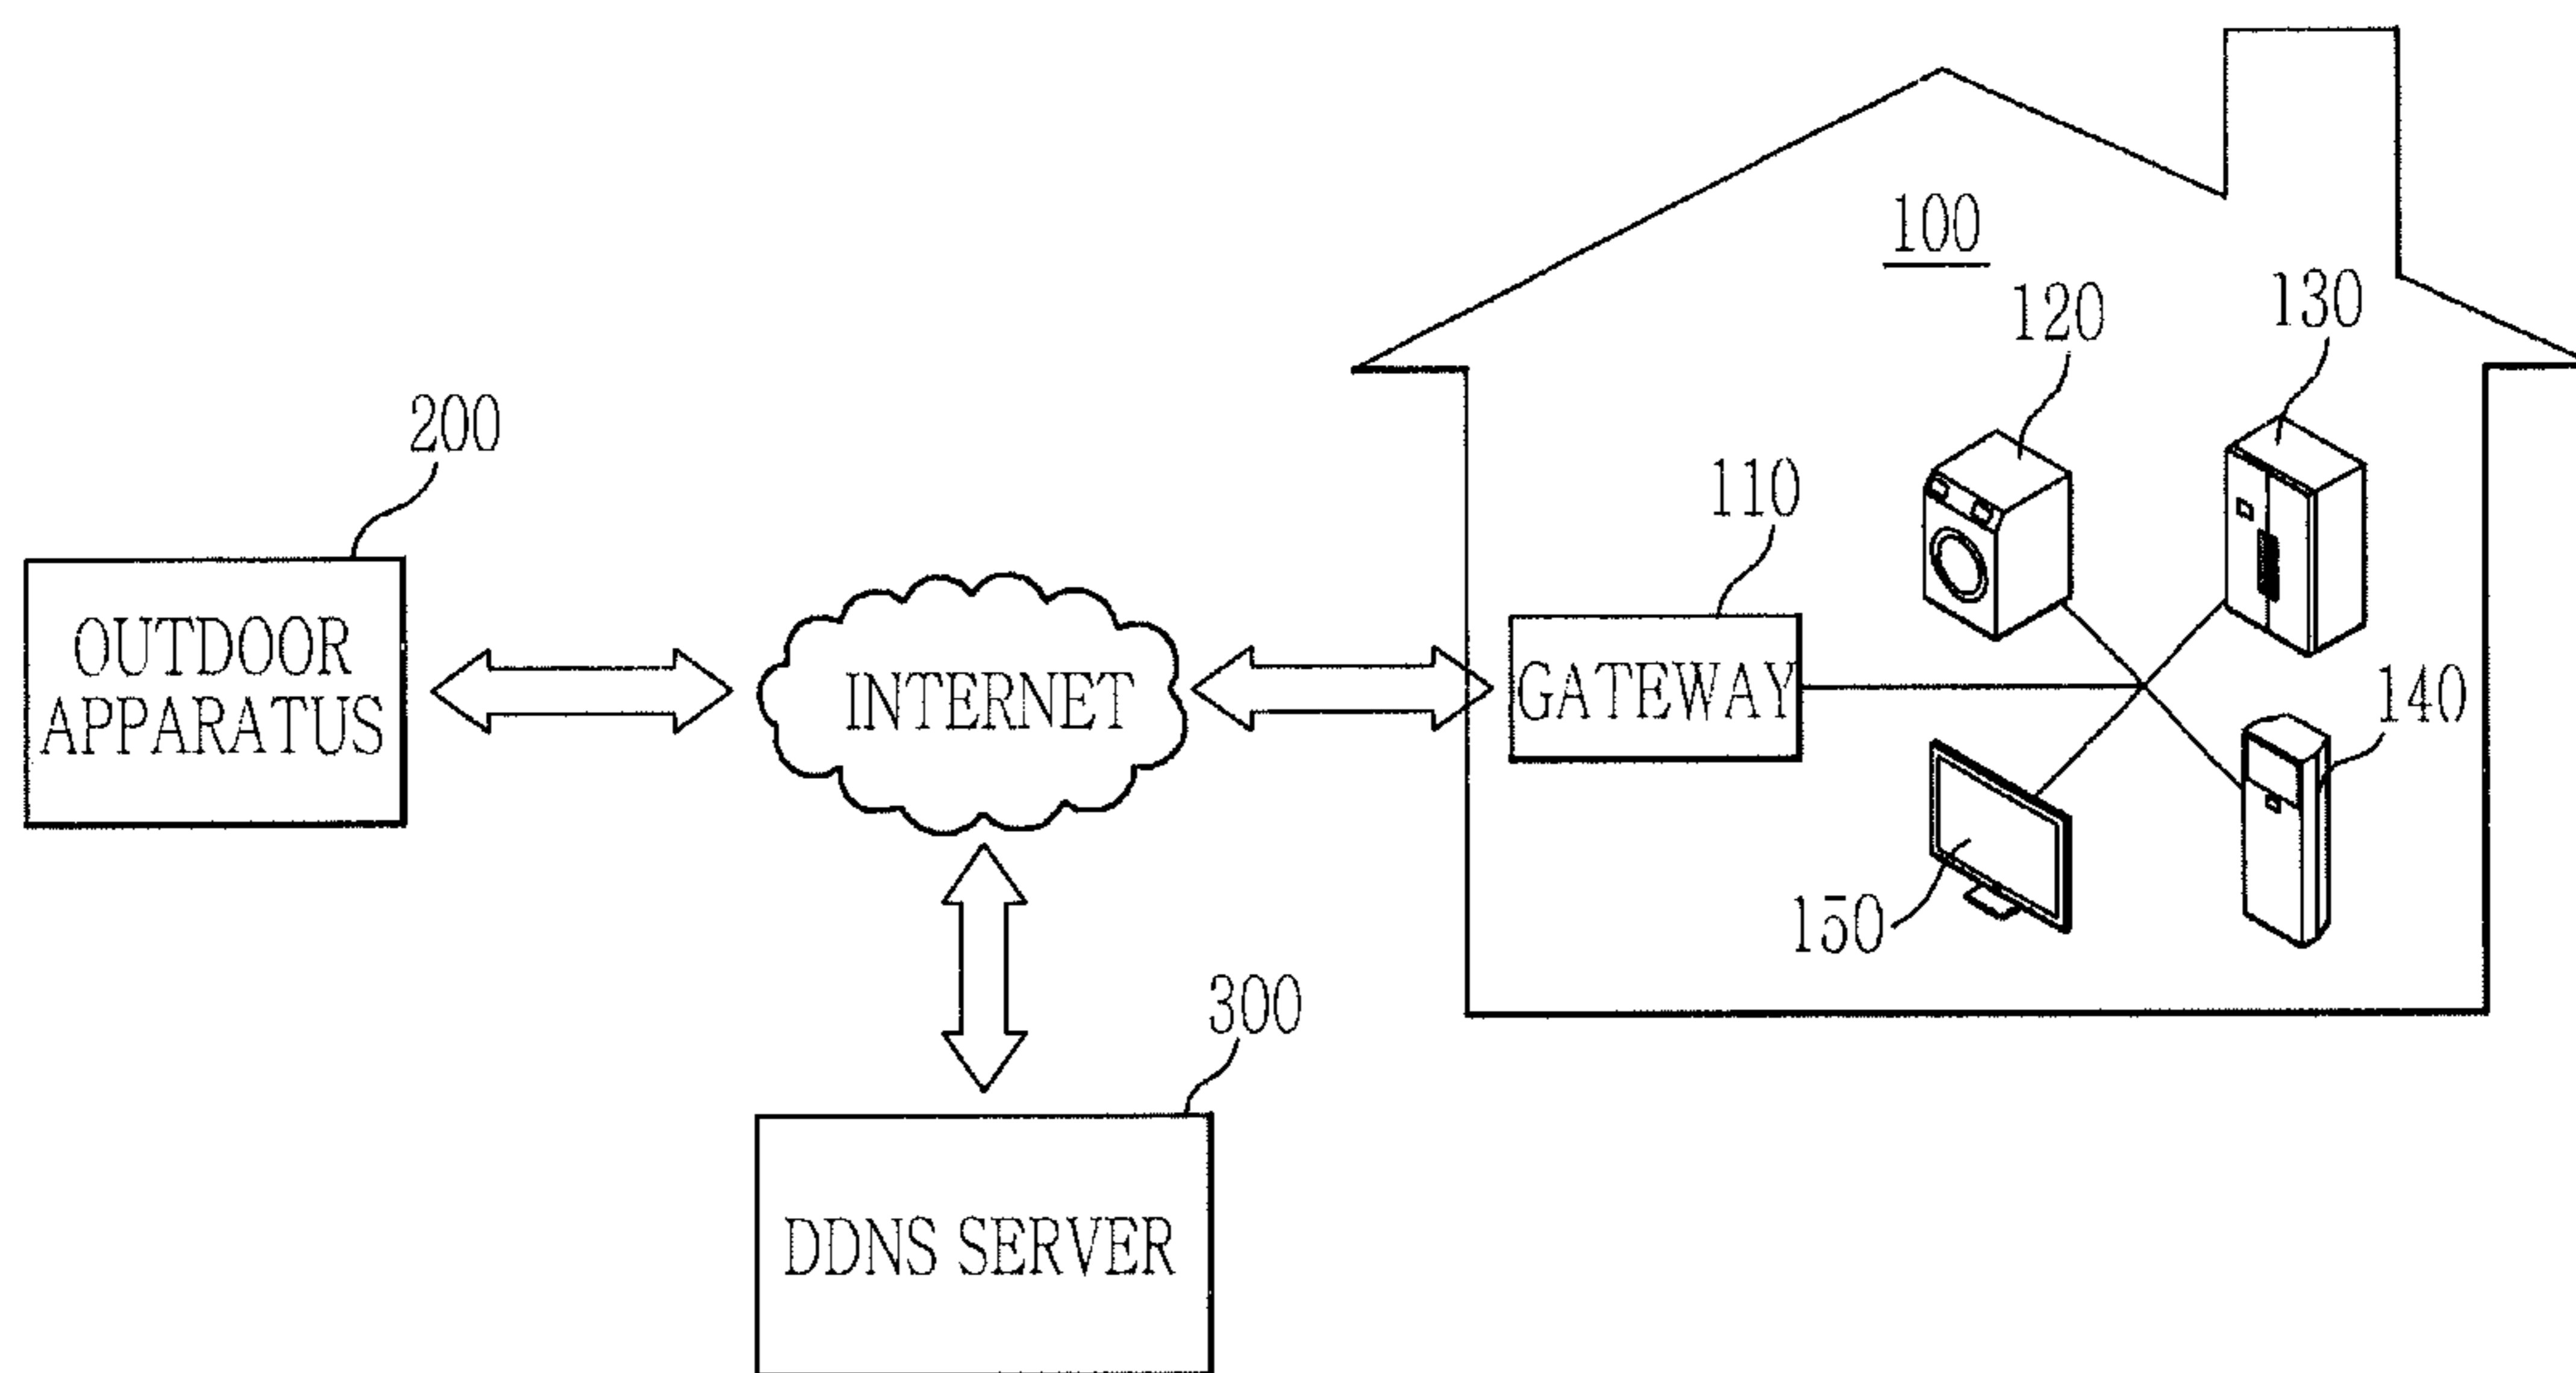 100
130
120
200
110
OUTDOOR
APPARATUS
INTERNET
GATEWAY
140
150
300
DDNS SERVER